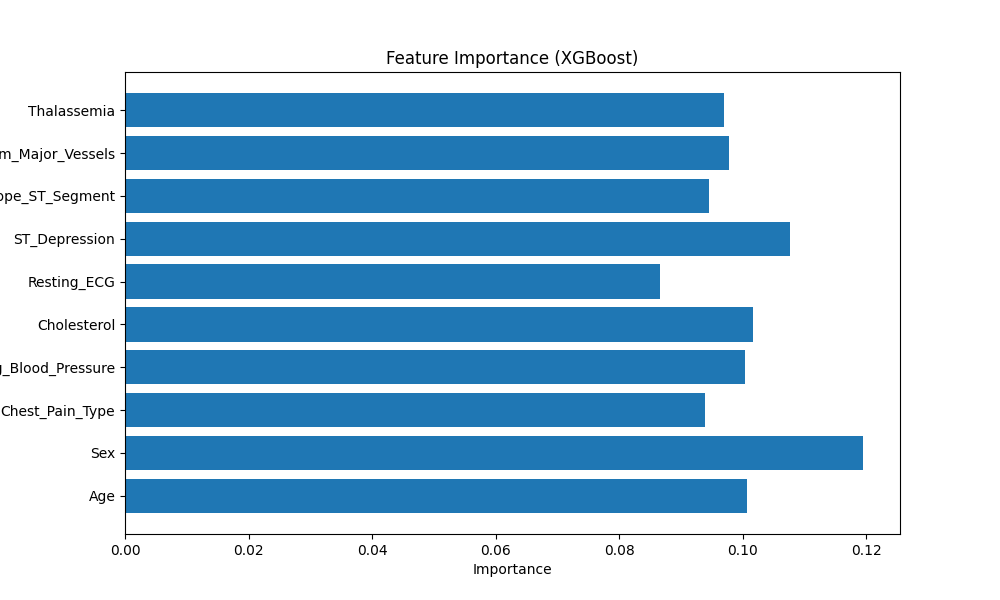 Feature Importance (XGBoost)
Thalassemia
m_Major_Vessels
ope_ST_Segment
ST_Depression
Resting_ECG
Cholesterol
g_Blood_Pressure
Chest_Pain_Type
Sex
Age
0.00 0.02 0.04 0.06 0.08 0.10 0.12
Importance